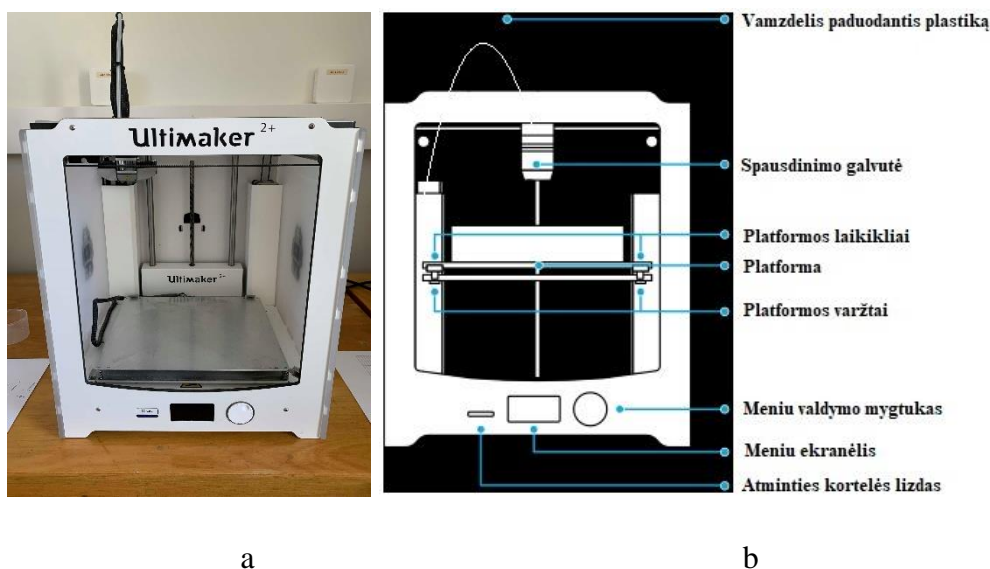 Ultimaker 2+
Ultimaker 2+
Vamzdelis paduodantis plastiką
Spausdinimo galvutė
Platformos laikikliai
Platforma
Platformos varžtai
Meniu valdymo mygtukas
Meniu ekranėlis
Atminties kortelės lizdas
a
b